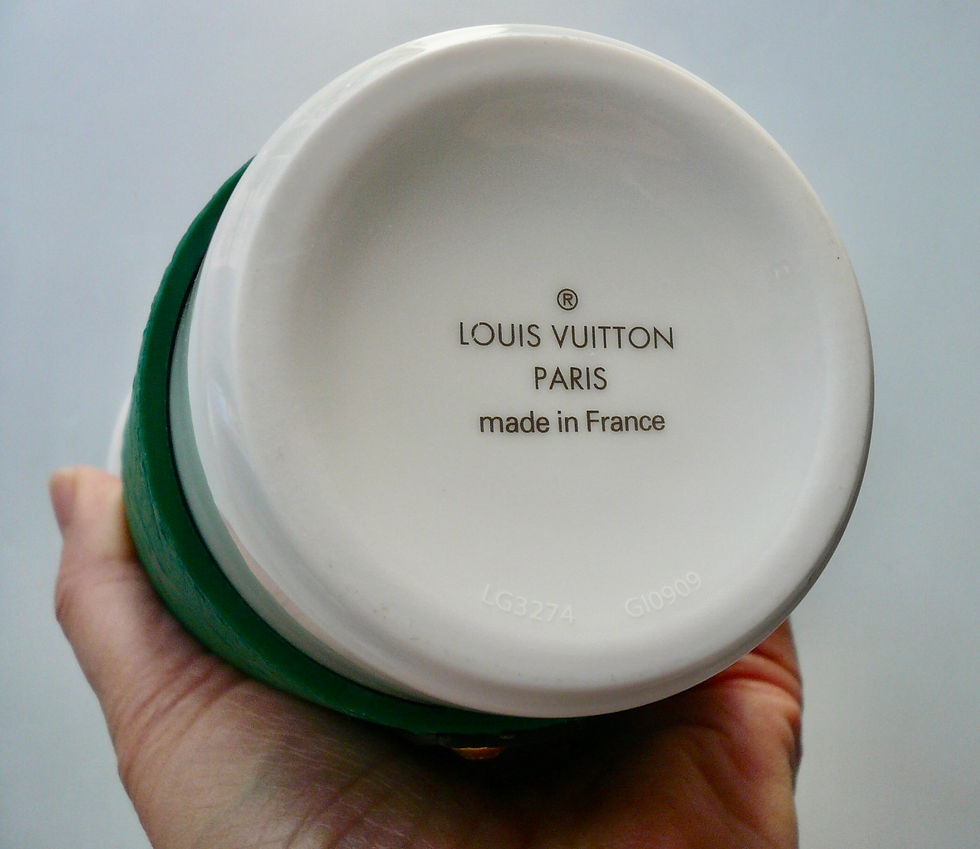 ®
LOUIS VUITTON
PARIS
made in France
LG3274 GI0909